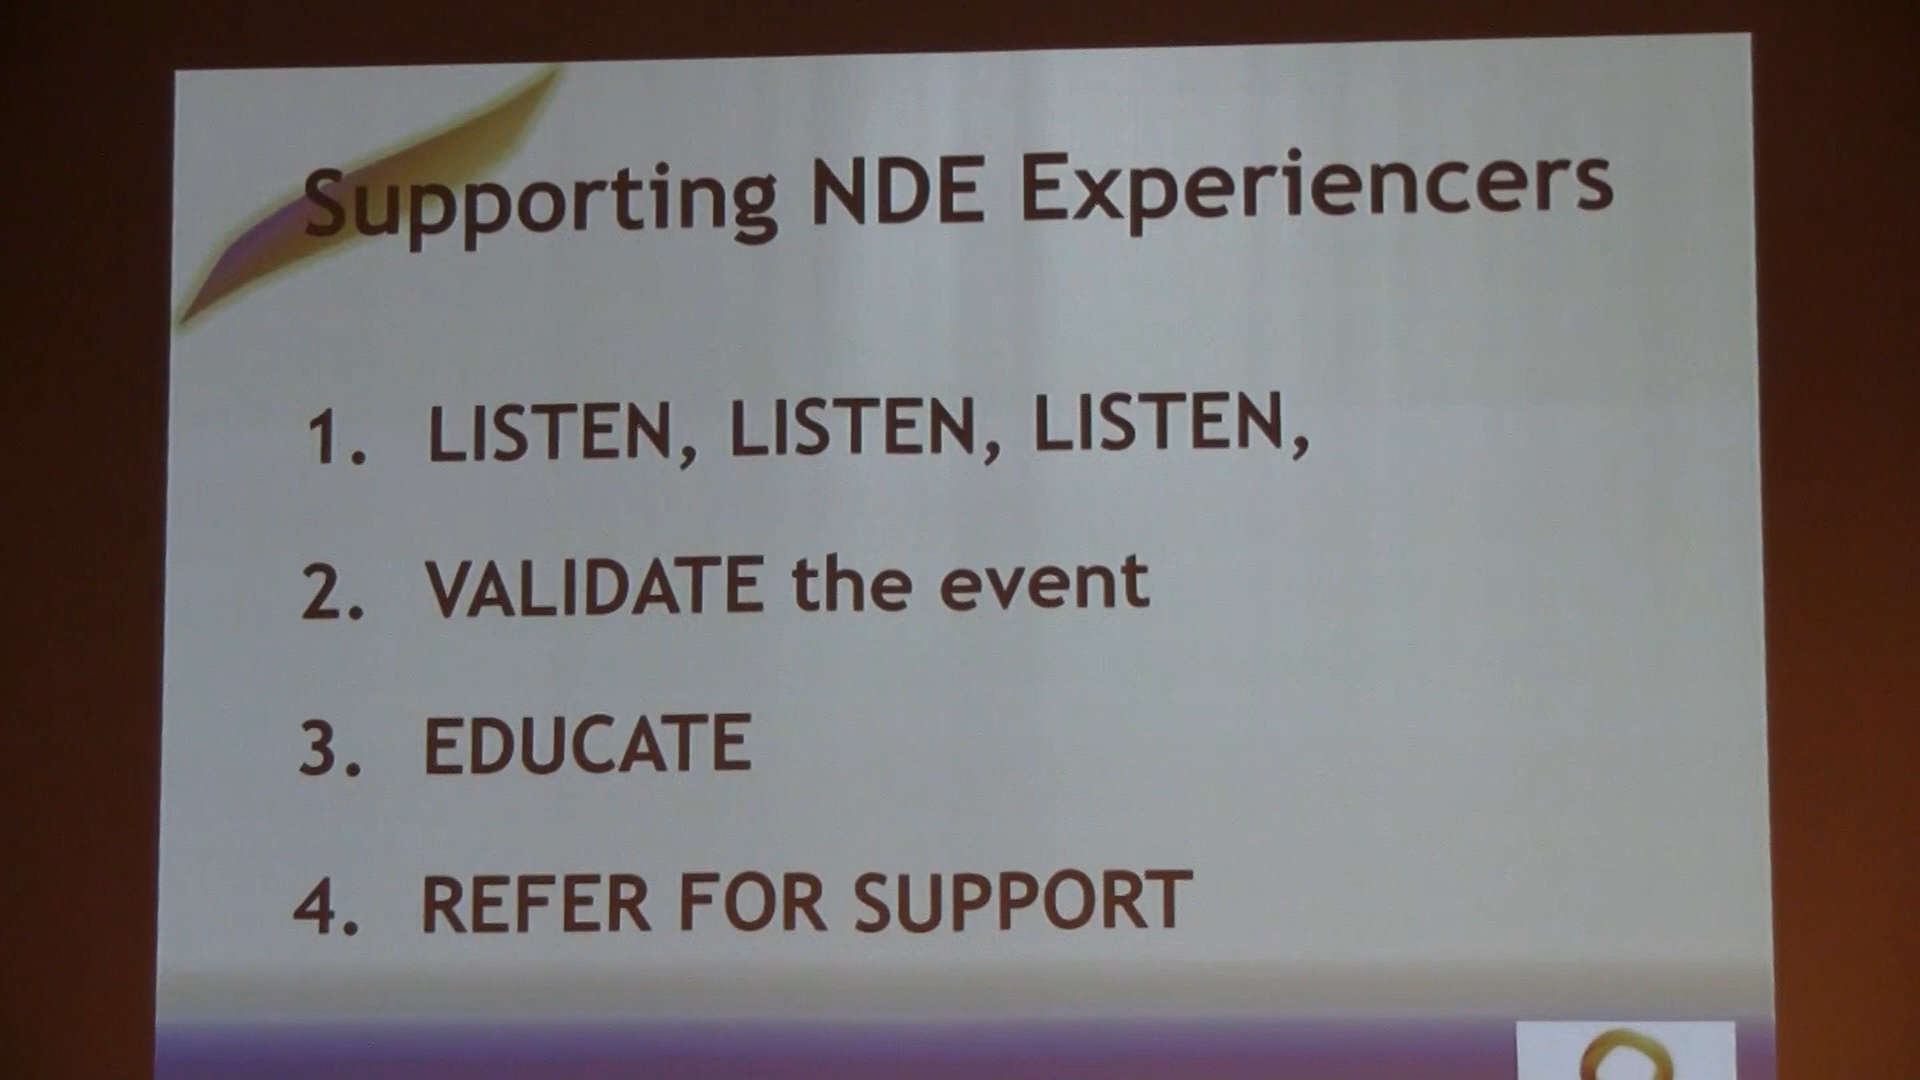 Supporting NDE Experiencers
1. LISTEN, LISTEN, LISTEN,
2. VALIDATE the event
3. EDUCATE
4. REFER FOR SUPPORT